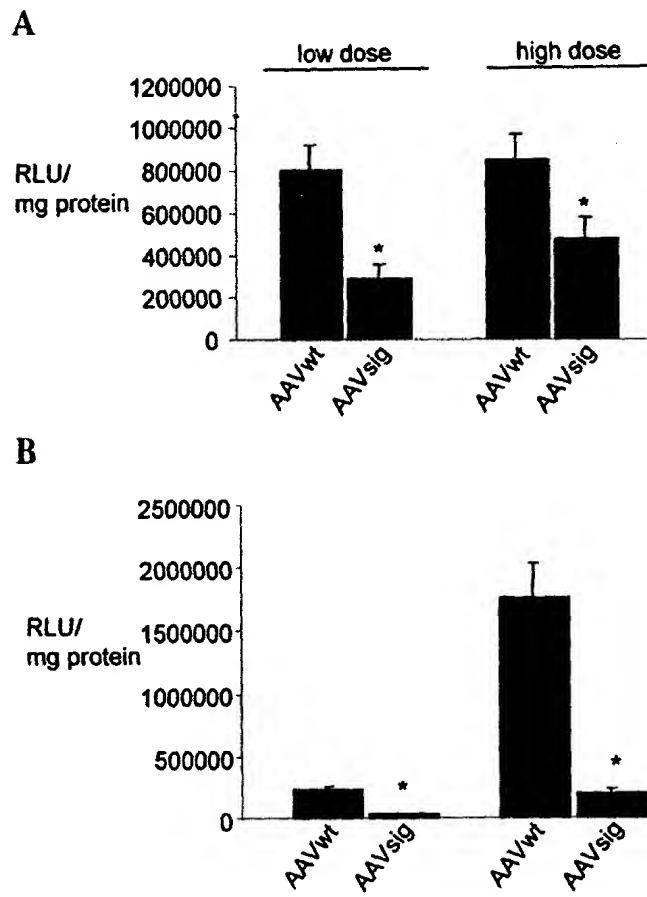 A
low dose
high dose
1200000
1000000
800000
600000
400000
200000
0
RLU/
mg protein
*
*
AAVwt
AAVsig
AAVwt
AAVsig
B
2500000
2000000
1500000
1000000
500000
0
RLU/
mg protein
*
*
AAVwt
AAVsig
AAVwt
AAVsig